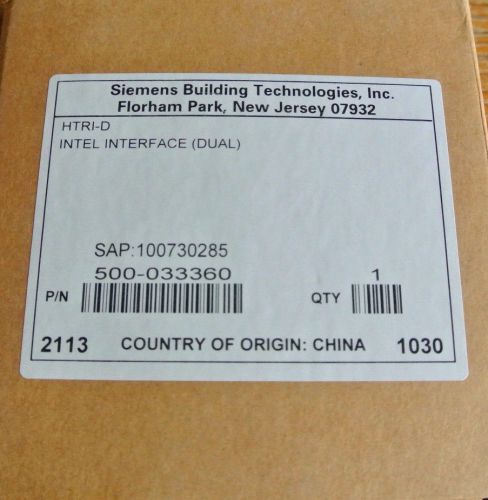 Siemens Building Technologies, Inc.
Florham Park, New Jersey 07932
HTRI-D
INTEL INTERFACE (DUAL)
SAP:100730285
500-033360 1
P/N QTY
2113 COUNTRY OF ORIGIN: CHINA 1030